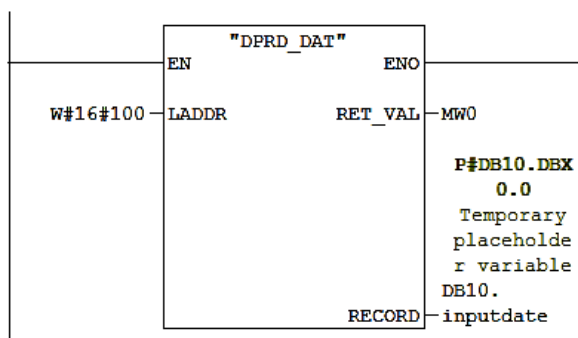 "DPRD_DAT"
EN ENO
W#16#100 LADDR RET_VAL MW0
P#DB10.DBX
0.0
Temporary
placeholde
r variable
DB10.
RECORD inputdate